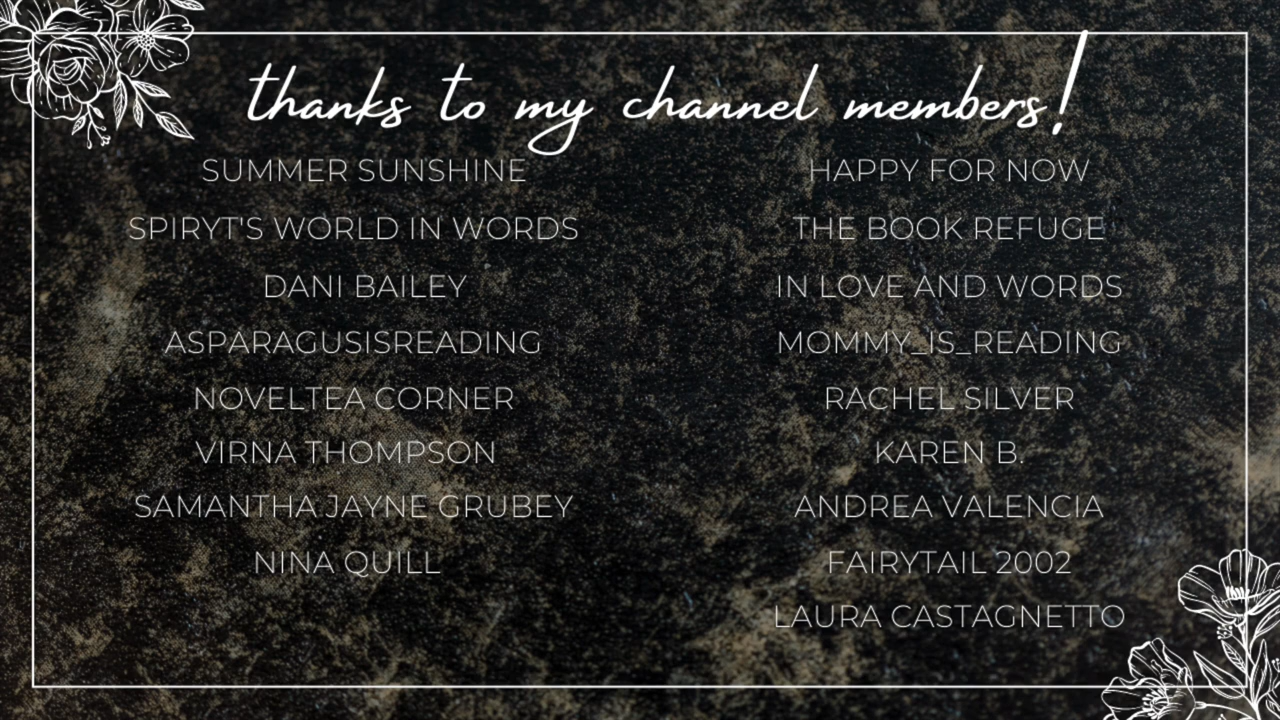 thanks to my channel members!
SUMMER SUNSHINE
SPIRYT'S WORLD IN WORDS
DANI BAILEY
ASPARAGUSISREADING
NOVELTEA CORNER
VIRNA THOMPSON
SAMANTHA JAYNE GRUBEY
NINA QUILL
HAPPY FOR NOW
THE BOOK REFUGE
IN LOVE AND WORDS
MOMMY_IS_READING
RACHEL SILVER
KAREN B.
ANDREA VALENCIA
FAIRYTAIL 2002
LAURA CASTAGNETTO